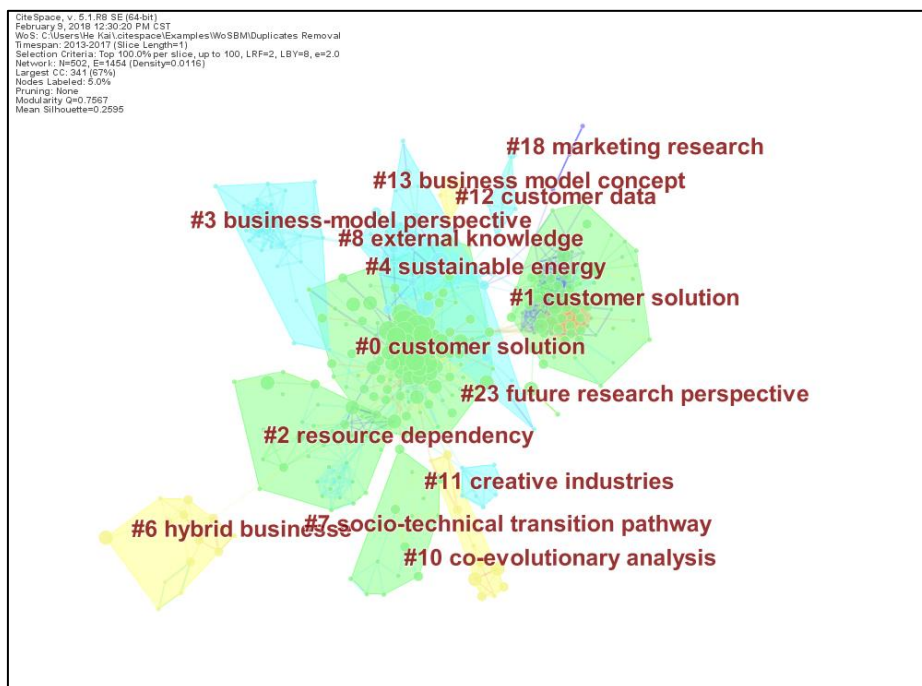 CiteSpace, v. 5.1.R8 SE (64-bit)
February 9, 2018 12:30:20 PM CST
WoS: C:\Users\He Kai\.citespace\Examples\WoSBM\Duplicates Removal
Timespan: 2013-2017 (Slice Length=1)
Selection Criteria: Top 100.0% per slice, up to 100, LRF=2, LBY=8, e=2.0
Network: N=502, E=1454 (Density=0.0116)
Largest CC: 341 (67%)
Nodes Labeled: 5.0%
Pruning: None
Modularity Q=0.7567
Mean Silhouette=0.2595
#18 marketing research
#13 business model concept
#12 customer data
#3 business-model perspective
#8 external knowledge
#4 sustainable energy
#1 customer solution
#0 customer solution
#23 future research perspective
#2 resource dependency
#11 creative industries
#6 hybrid businesse
#7 socio-technical transition pathway
#10 co-evolutionary analysis